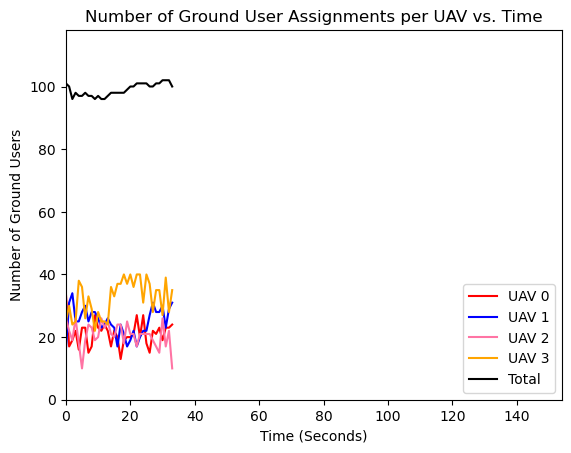 Number of Ground User Assignments per UAV vs. Time
Number of Ground Users
100
80
60
40
20
0
0 20 40 60 80 100 120 140
Time (Seconds)
UAV 0
UAV 1
UAV 2
UAV 3
Total